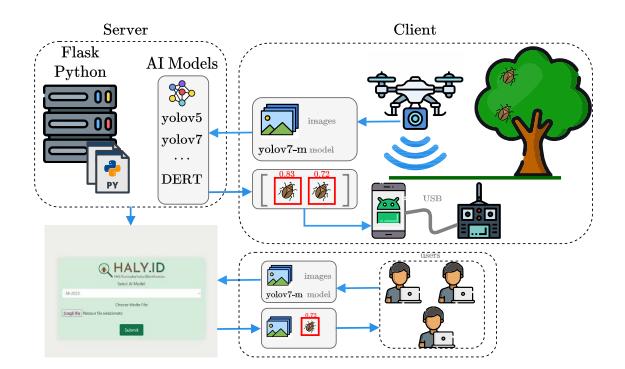 Server
Client
Flask
Python
AI Models
yolov5
yolov7
...
DERT
PY
images
yolov7-m model
0.83 0.72
USB
HALY.ID
Select AI Model
Choose Media File:
Submit
users
images
yolov7-m model
0.73